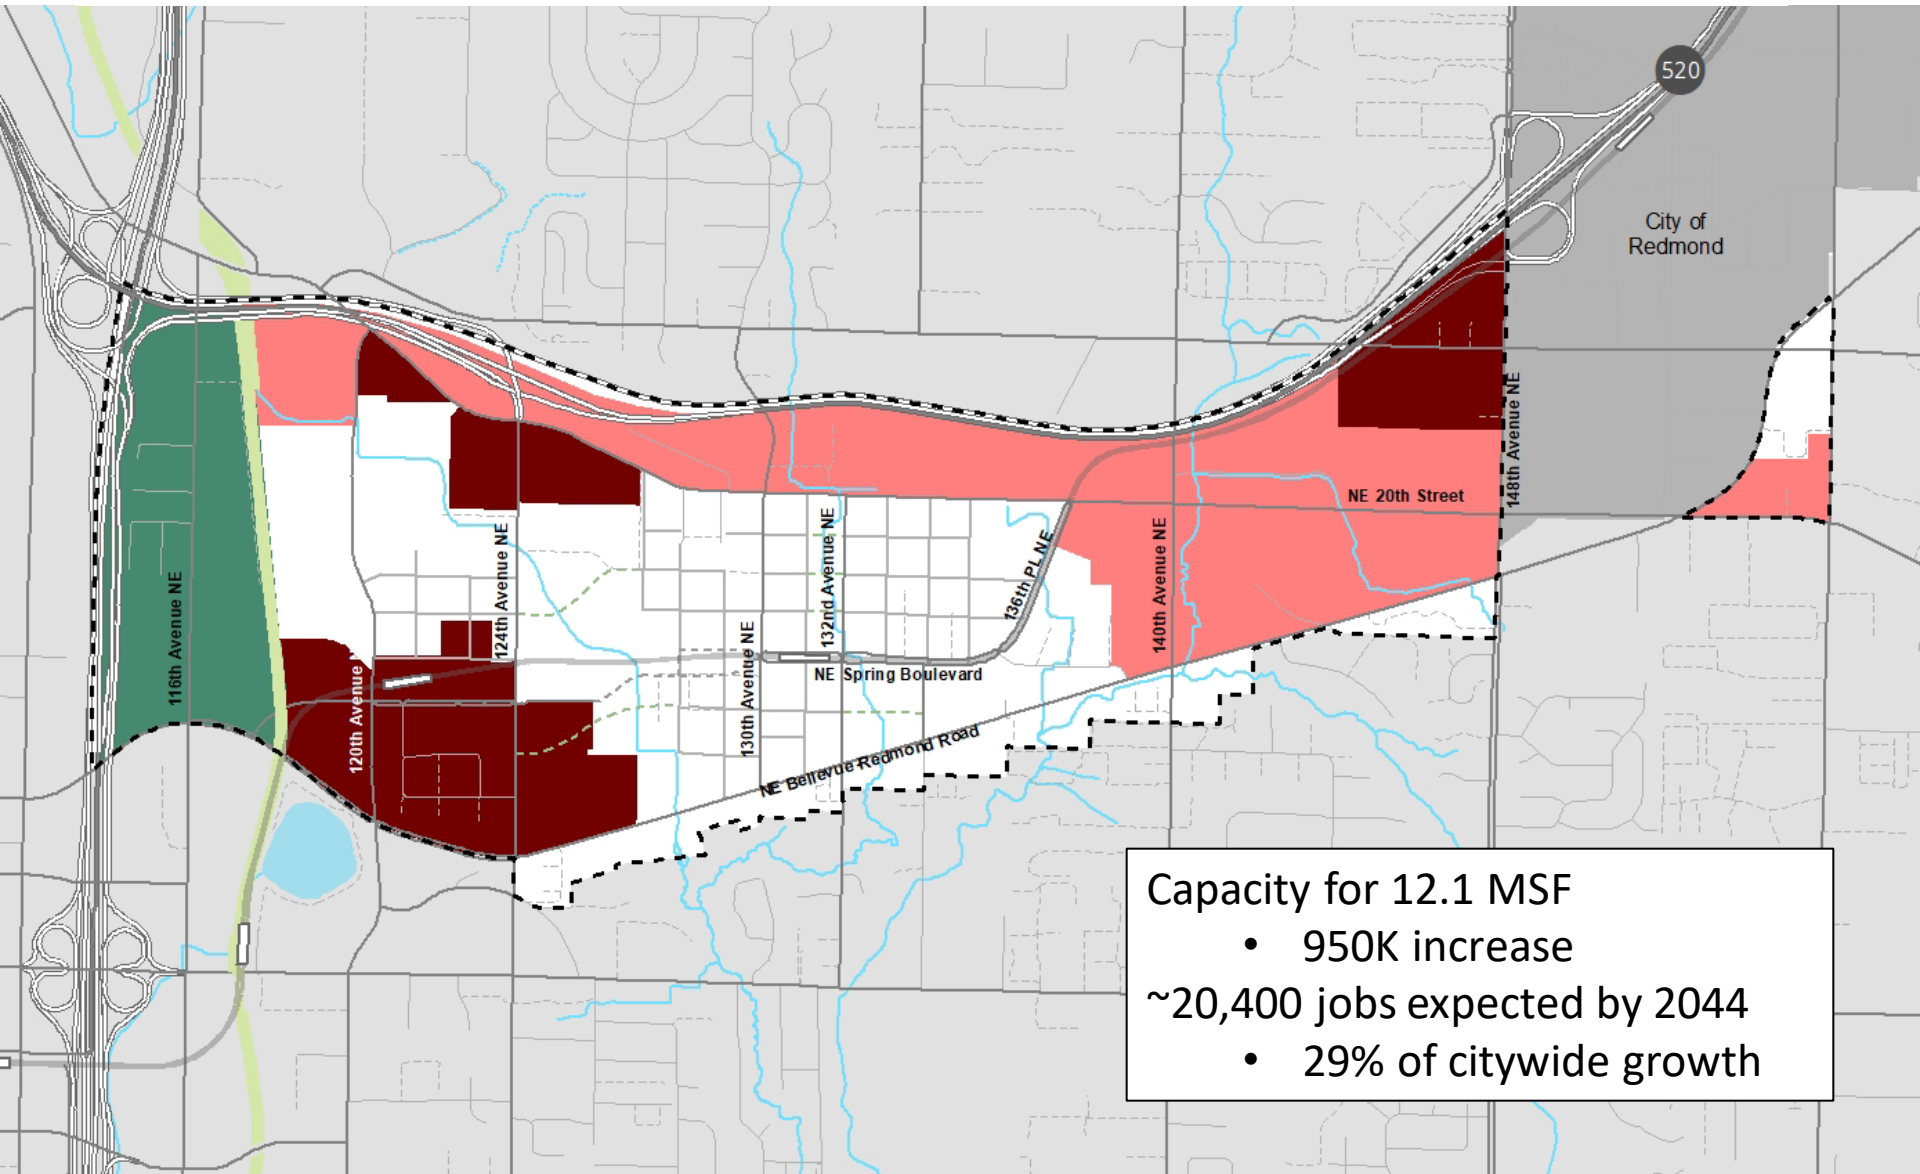 520
City of
Redmond
148th Avenue NE
NE 20th Street
124th Avenue NE
132nd Avenue NE
136th PL NE
140th Avenue NE
116th Avenue NE
120th Avenue N
130th Avenue NE
NE Spring Boulevard
NE Bellevue Redmond Road
Capacity for 12.1 MSF
• 950K increase
~20,400 jobs expected by 2044
• 29% of citywide growth